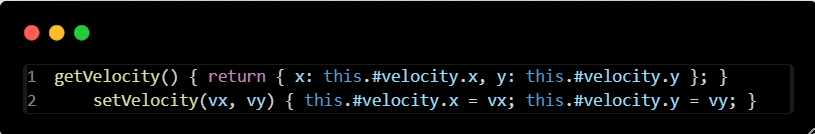 1 getVelocity() { return { x: this.#velocity.x, y: this.#velocity.y }; }
2     setVelocity(vx, vy) { this.#velocity.x = vx; this.#velocity.y = vy; }